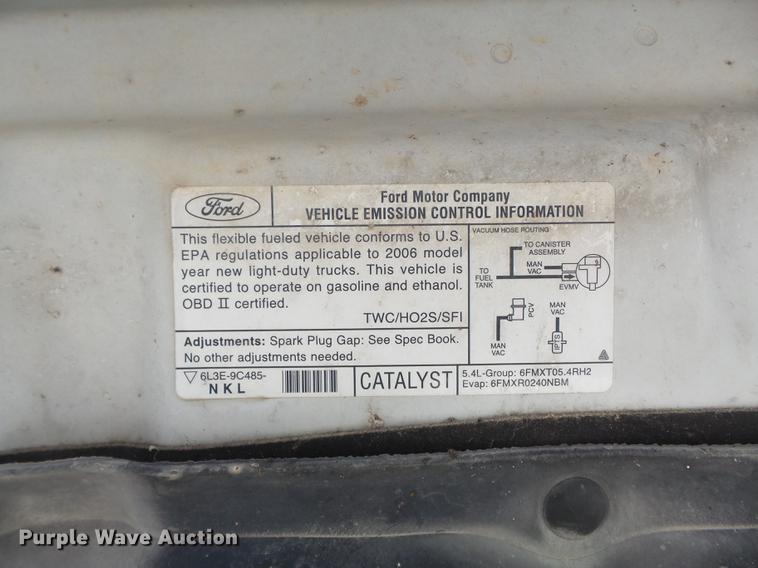 Ford
Ford Motor Company
VEHICLE EMISSION CONTROL INFORMATION
This flexible fueled vehicle conforms to U.S.
EPA regulations applicable to 2006 model
year new light-duty trucks. This vehicle is
certified to operate on gasoline and ethanol.
OBD II certified.
TWC/HO2S/SFI
Adjustments: Spark Plug Gap: See Spec Book.
No other adjustments needed.
VACUUM HOSE ROUTING
TO CANISTER
ASSEMBLY
TO
FUEL
TANK
MAN
VAC
EVMV
PCV
MAN
VAC
MAN
VAC
IPTS
6L3E-9C485-
NKL
CATALYST
5.4L-Group: 6FMXT05.4RH2
Evap: 6FMXR0240NBM
Purple Wave Auction